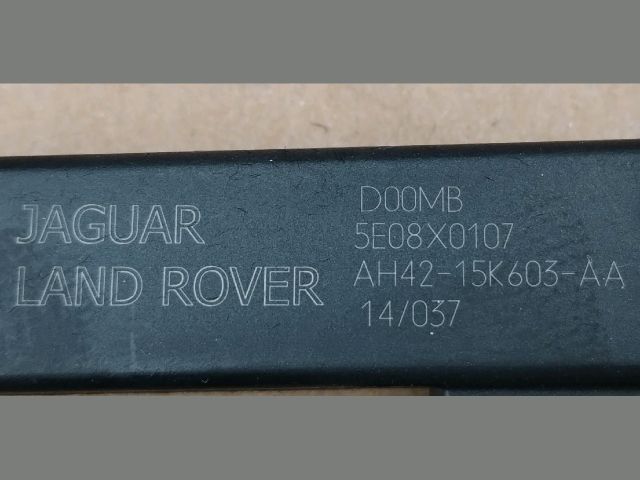 JAGUAR
LAND ROVER
D00MB
5E08X0107
AH42-15K603-AA
14/037